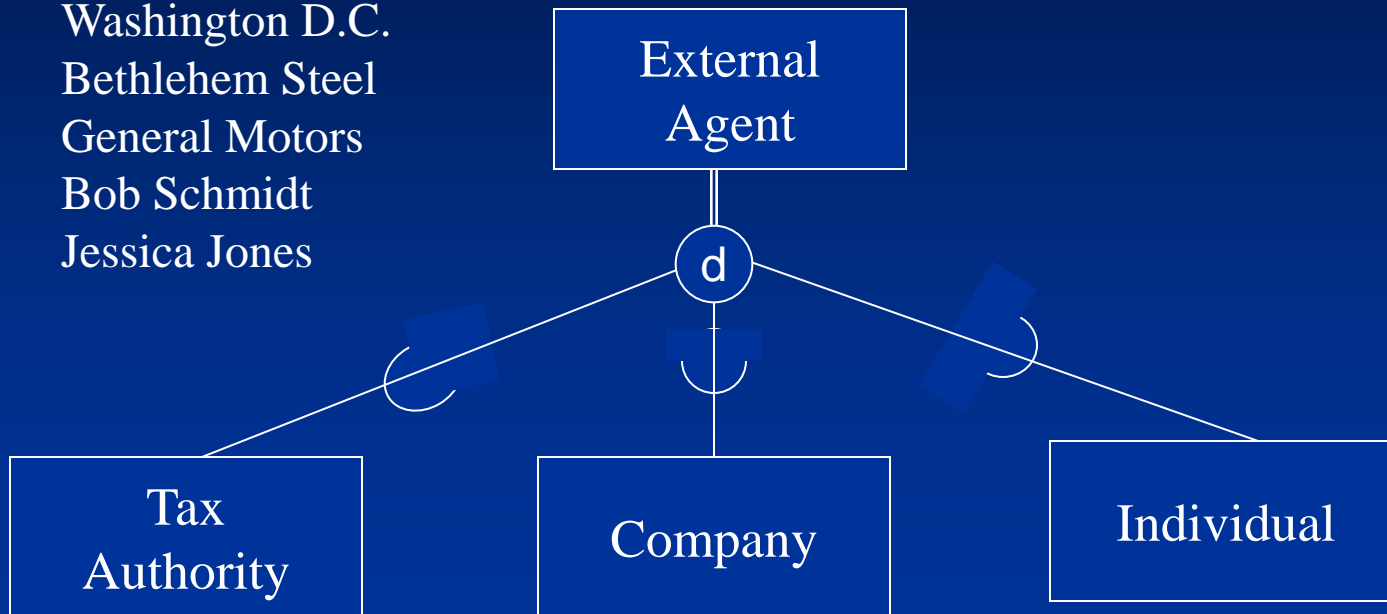 Washington D.C.
Bethlehem Steel
General Motors
Bob Schmidt
Jessica Jones
External
Agent
d
Tax
Authority
Company
Individual